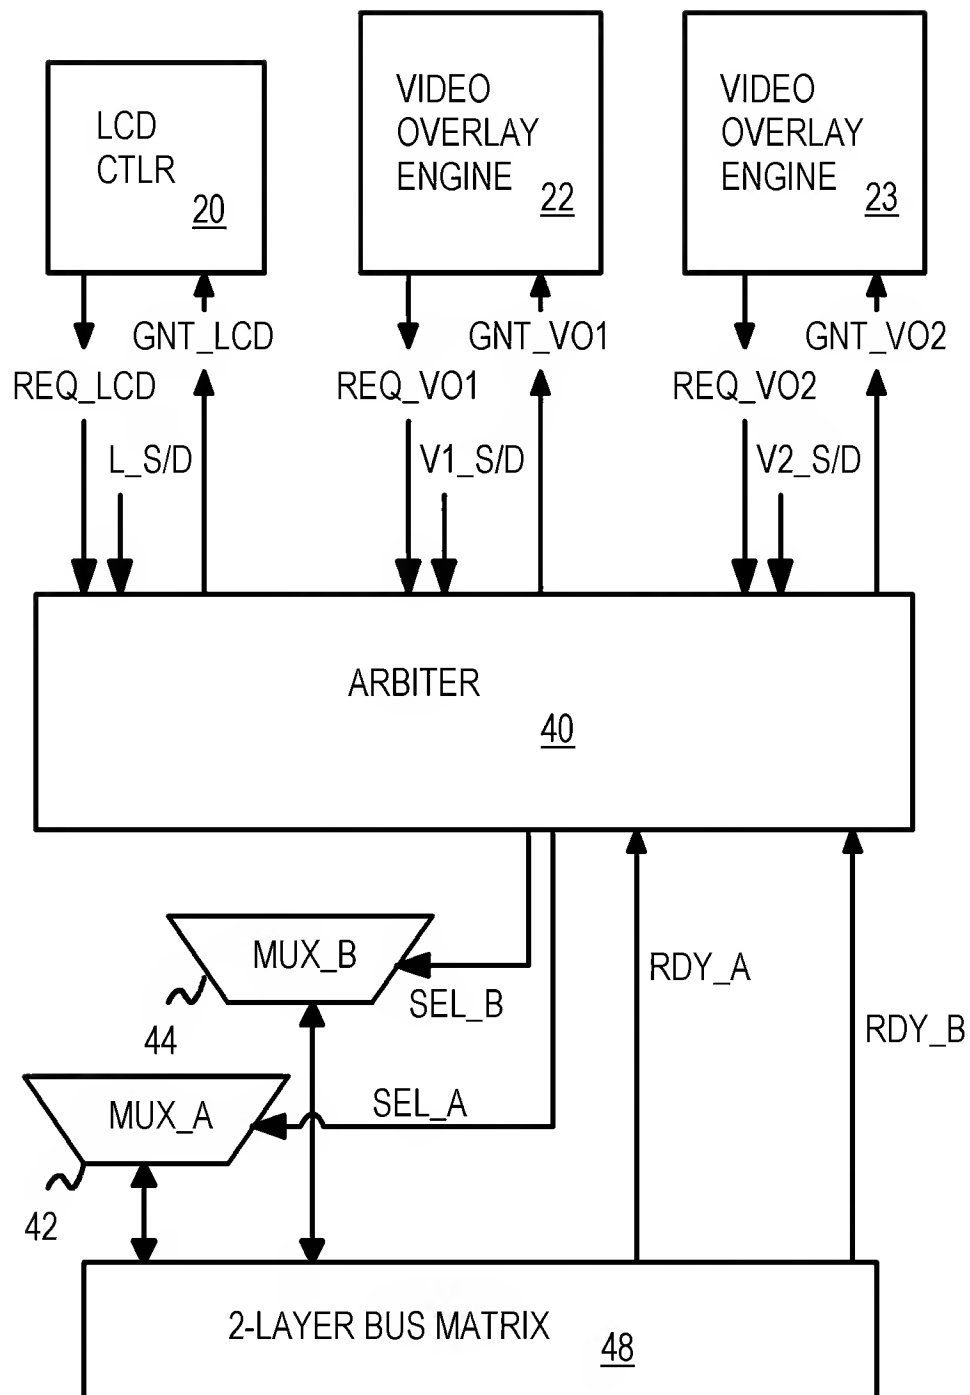 LCD
CTLR
20
VIDEO
OVERLAY
ENGINE
22
VIDEO
OVERLAY
ENGINE
23
GNT_LCD
GNT_VO1
GNT_VO2
REQ_LCD
REQ_VO1
REQ_VO2
L_S/D
V1_S/D
V2_S/D
ARBITER
40
MUX_B
SEL_B
RDY_A
RDY_B
44
MUX_A
SEL_A
42
2-LAYER BUS MATRIX
48